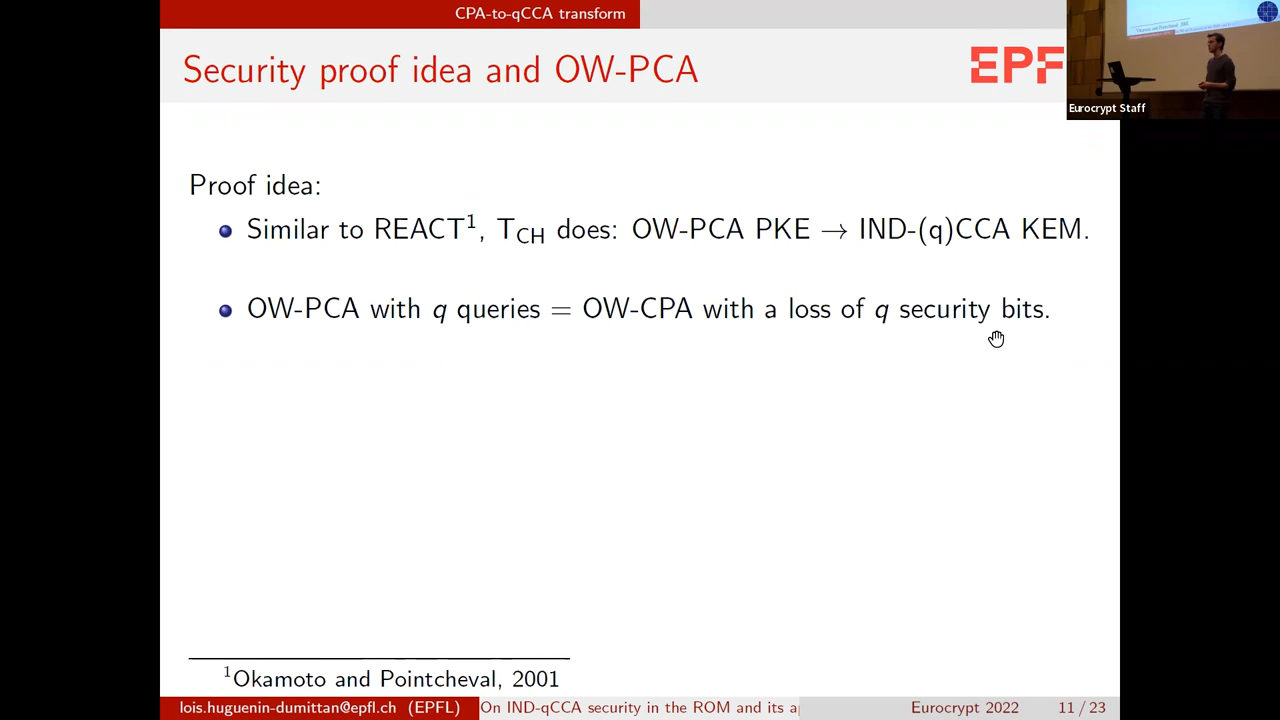 CPA-to-qCCA transform
Security proof idea and OW-PCA
EPF
Eurocrypt Staff
Proof idea:
Similar to REACT¹, T_CH does: OW-PCA PKE → IND-(q)CCA KEM.
OW-PCA with q queries = OW-CPA with a loss of q security bits.
¹Okamoto and Pointcheval, 2001
lois.huguenin-dumittan@epfl.ch (EPFL) On IND-qCCA security in the ROM and its a Eurocrypt 2022 11 / 23